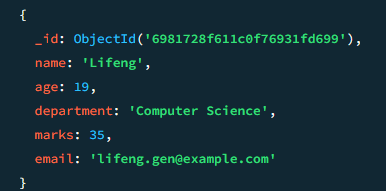 {
_id: ObjectId('6981728f611c0f76931fd699'),
name: 'Lifeng',
age: 19,
department: 'Computer Science',
marks: 35,
email: 'lifeng.gen@example.com'
}